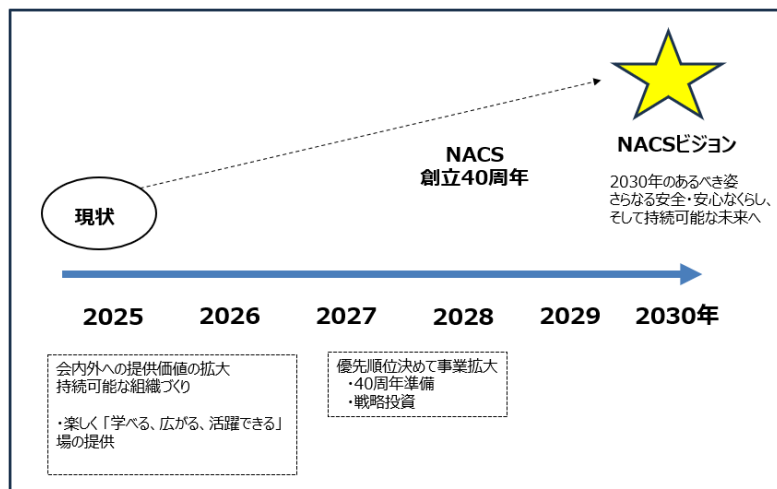 NACS
創立40周年
NACSビジョン
2030年のあるべき姿
さらなる安全・安心なくらし、
そして持続可能な未来へ
現状
2025
2026
2027
2028
2029
2030年
会内外への提供価値の拡大
持続可能な組織づくり
・楽しく「学べる、広がる、活躍できる」
場の提供
優先順位決めて事業拡大
・40周年準備
・戦略投資